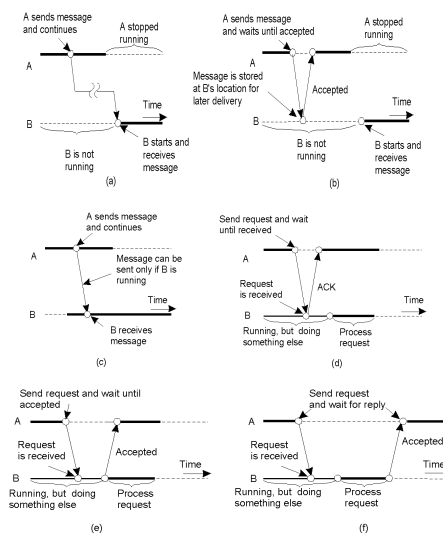 A sends message
and continues
A stopped
running
A
Time
B
B is not
running
B starts and
receives
message
(a)
A sends message
and waits until accepted
A stopped
running
A
Message is stored
at B's location for
later delivery
Accepted
Time
B
B is not
running
B starts and
receives
message
(b)
A sends message
and continues
A
Message can be
sent only if B is
running
Time
B
B receives
message
(c)
Send request and wait
until received
A
Request
is received
ACK
Time
B
Running, but doing
something else
Process
request
(d)
Send request and wait until
accepted
A
Request
is received
Accepted
Time
B
Running, but doing
something else
Process
request
(e)
Send request
and wait for reply
A
Request
is received
Accepted
Time
B
Running, but doing
something else
Process
request
(f)